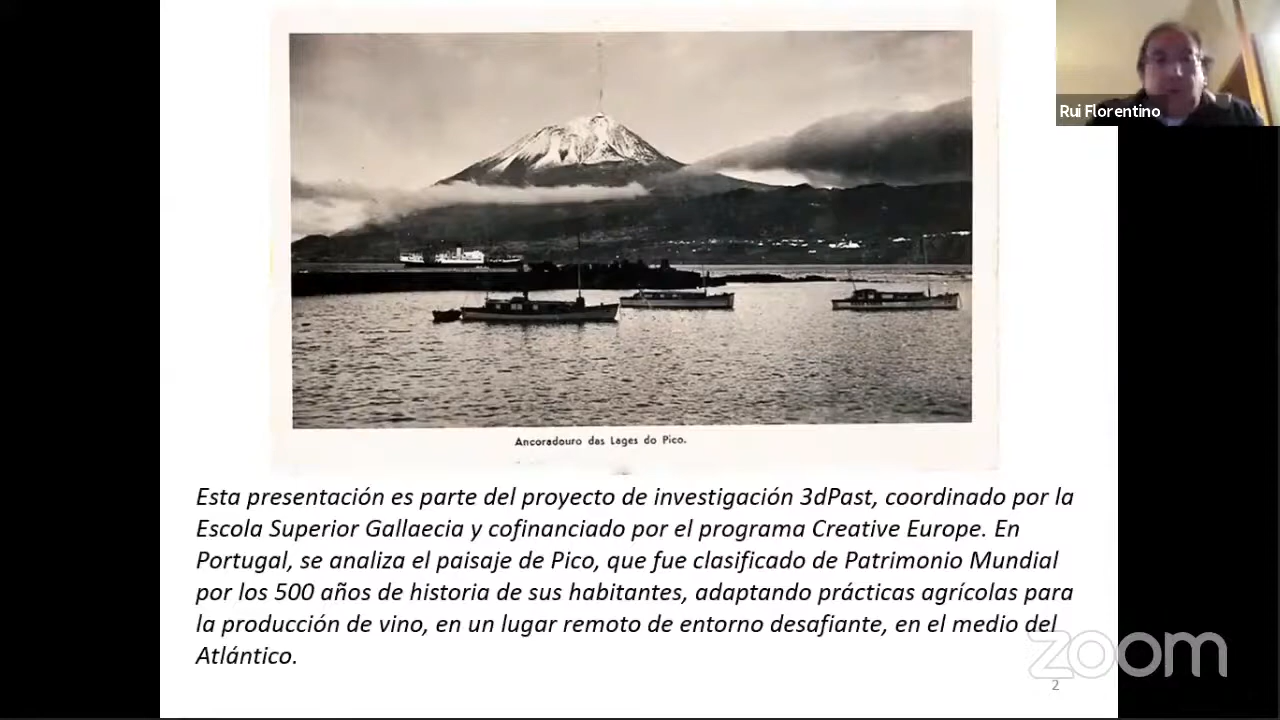 Rui Florentino
Ancoradouro das Lages do Pico.
Esta presentación es parte del proyecto de investigación 3dPast, coordinado por la
Escola Superior Gallaecia y cofinanciado por el programa Creative Europe. En
Portugal, se analiza el paisaje de Pico, que fue clasificado de Patrimonio Mundial
por los 500 años de historia de sus habitantes, adaptando prácticas agrícolas para
la producción de vino, en un lugar remoto de entorno desafiante, en el medio del
Atlántico.
zoom
2